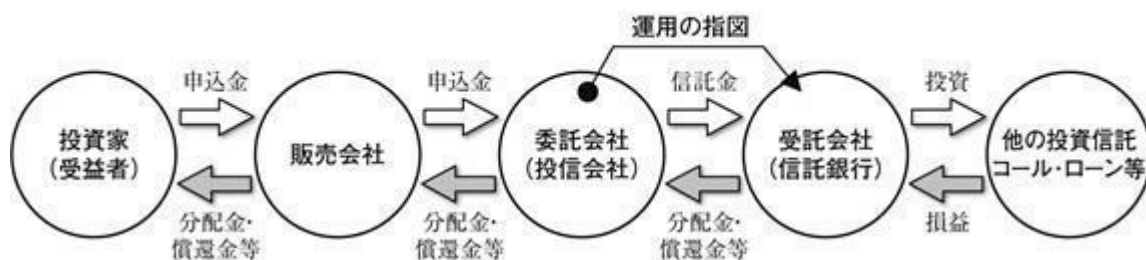 運用の指図
申込金
申込金
信託金
投資
投資家
(受益者)
販売会社
委託会社
(投信会社)
受託会社
(信託銀行)
他の投資信託
コール・ローン等
分配金・
償還金等
分配金・
償還金等
分配金・
償還金等
損益